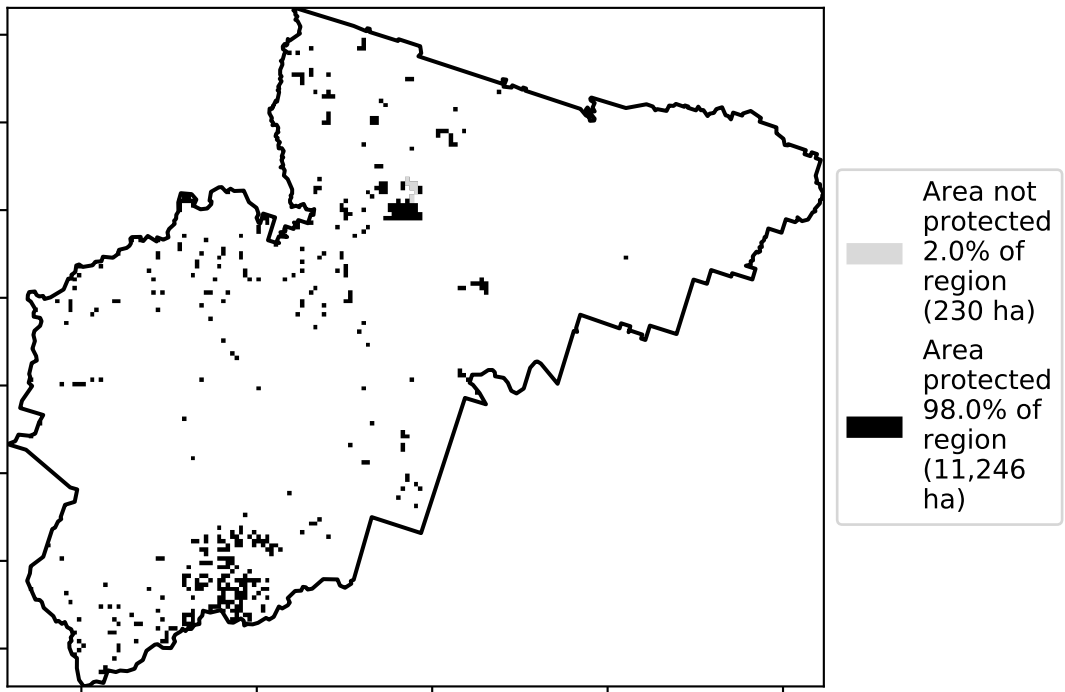 Area not
protected
2.0% of
region
(230 ha)
Area
protected
98.0% of
region
(11,246
ha)